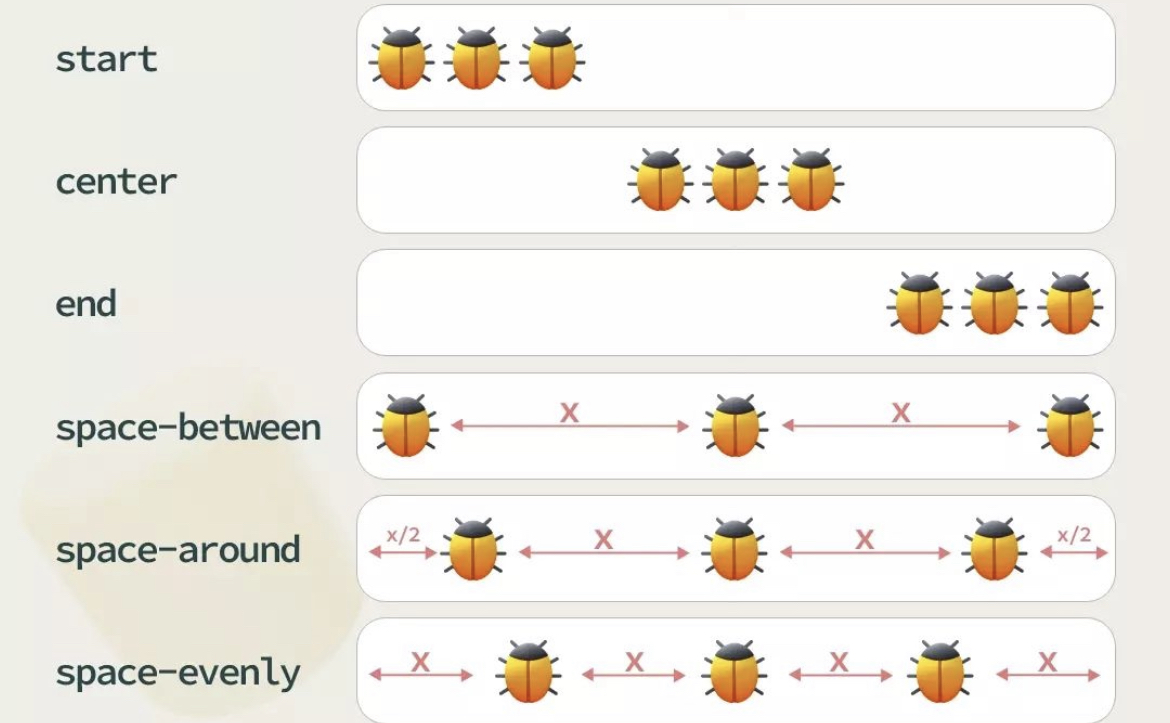 start
center
end
space-between
X X
space-around
x/2 X X x/2
space-evenly
X X X X